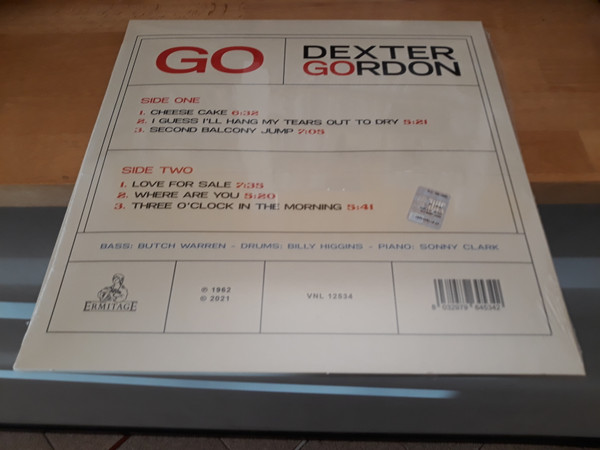 GO
DEXTER
GORDON
SIDE ONE
1. CHEESE CAKE 6:32
2. I GUESS I'LL HANG MY TEARS OUT TO DRY 5:21
3. SECOND BALCONY JUMP 7:05
SIDE TWO
1. LOVE FOR SALE 7:35
2. WHERE ARE YOU 5:20
3. THREE O'CLOCK IN THE MORNING 5:41
BASS: BUTCH WARREN - DRUMS: BILLY HIGGINS - PIANO: SONNY CLARK
ERMITAGE
℗ 1962
© 2021
VNL 12534
8 032979 645342